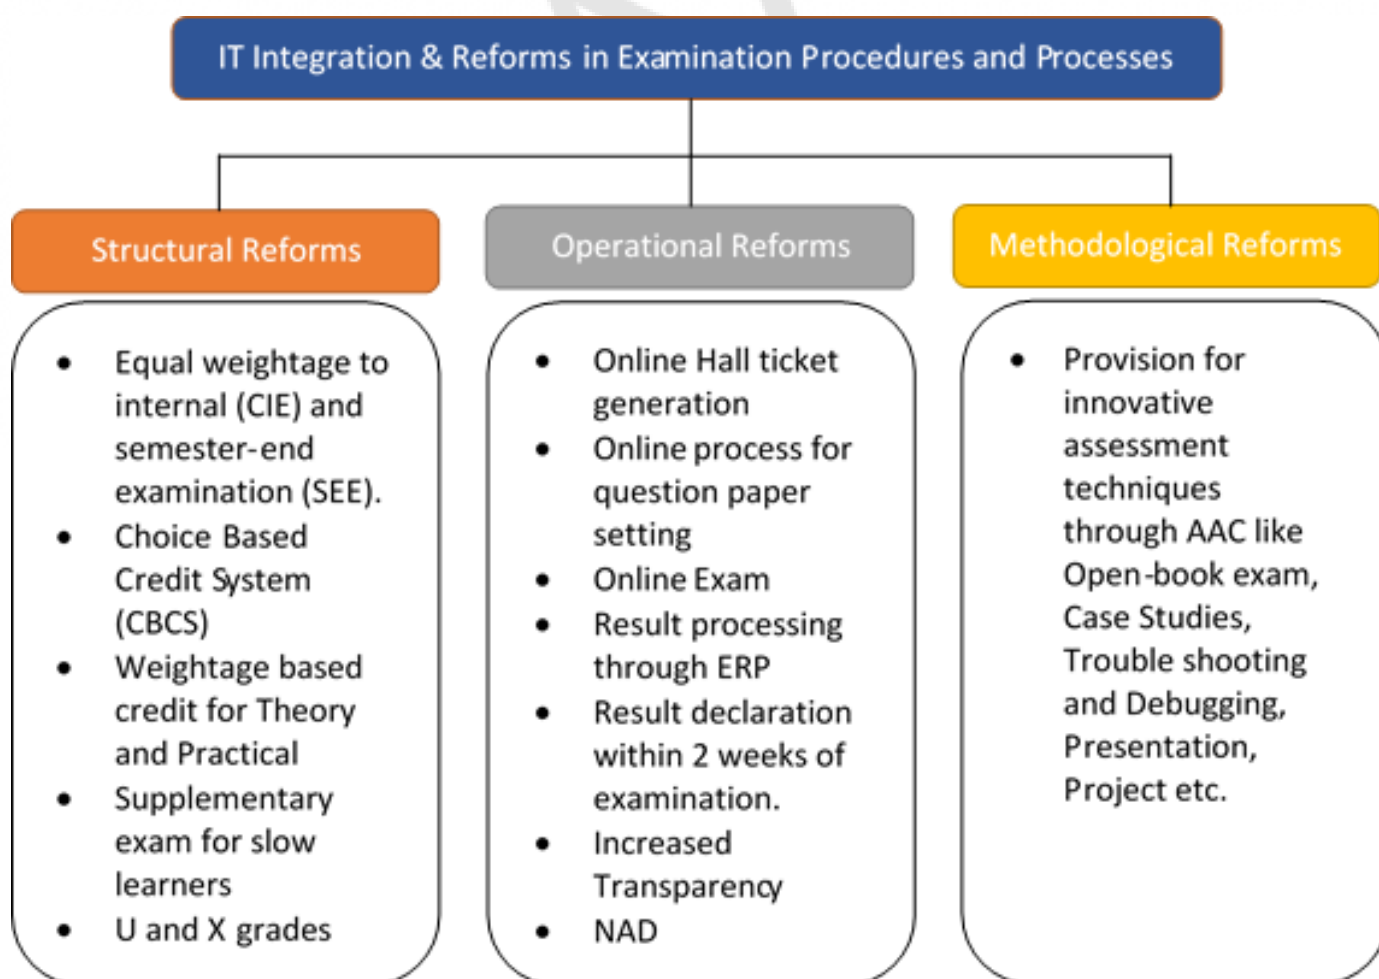 IT Integration & Reforms in Examination Procedures and Processes
Structural Reforms
• Equal weightage to
internal (CIE) and
semester-end
examination (SEE).
• Choice Based
Credit System
(CBCS)
• Weightage based
credit for Theory
and Practical
• Supplementary
exam for slow
learners
• U and X grades
Operational Reforms
• Online Hall ticket
generation
• Online process for
question paper
setting
• Online Exam
• Result processing
through ERP
• Result declaration
within 2 weeks of
examination.
• Increased
Transparency
• NAD
Methodological Reforms
• Provision for
innovative
assessment
techniques
through AAC like
Open-book exam,
Case Studies,
Trouble shooting
and Debugging,
Presentation,
Project etc.